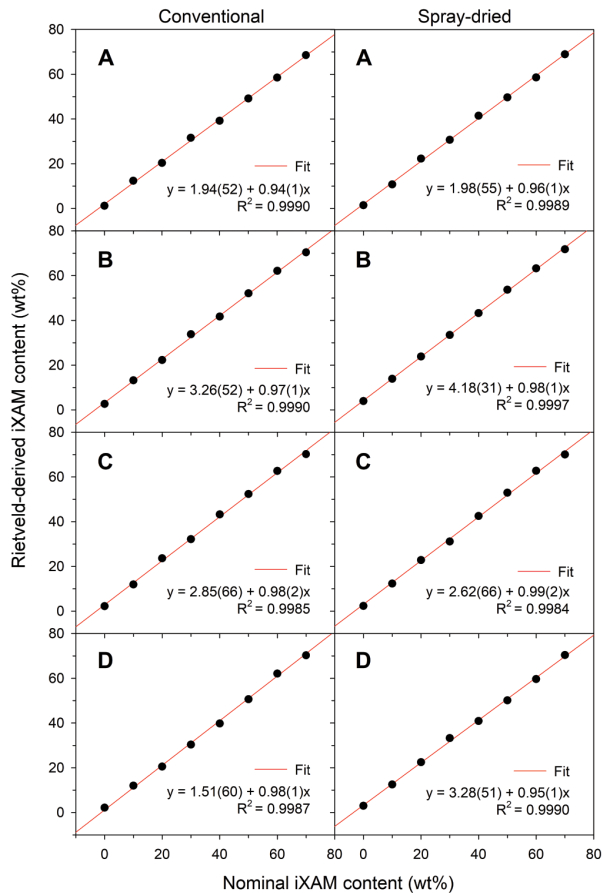 Conventional
Spray-dried
Rietveld-derived iXAM content (wt%)
80
60
40
20
0
A
Fit
y = 1.94(52) + 0.94(1)x
R² = 0.9990
A
Fit
y = 1.98(55) + 0.96(1)x
R² = 0.9989
80
60
40
20
0
B
Fit
y = 3.26(52) + 0.97(1)x
R² = 0.9990
B
Fit
y = 4.18(31) + 0.98(1)x
R² = 0.9997
80
60
40
20
0
C
Fit
y = 2.85(66) + 0.98(2)x
R² = 0.9985
C
Fit
y = 2.62(66) + 0.99(2)x
R² = 0.9984
80
60
40
20
0
D
Fit
y = 1.51(60) + 0.98(1)x
R² = 0.9987
D
Fit
y = 3.28(51) + 0.95(1)x
R² = 0.9990
0 20 40 60 80 0 20 40 60 80
Nominal iXAM content (wt%)